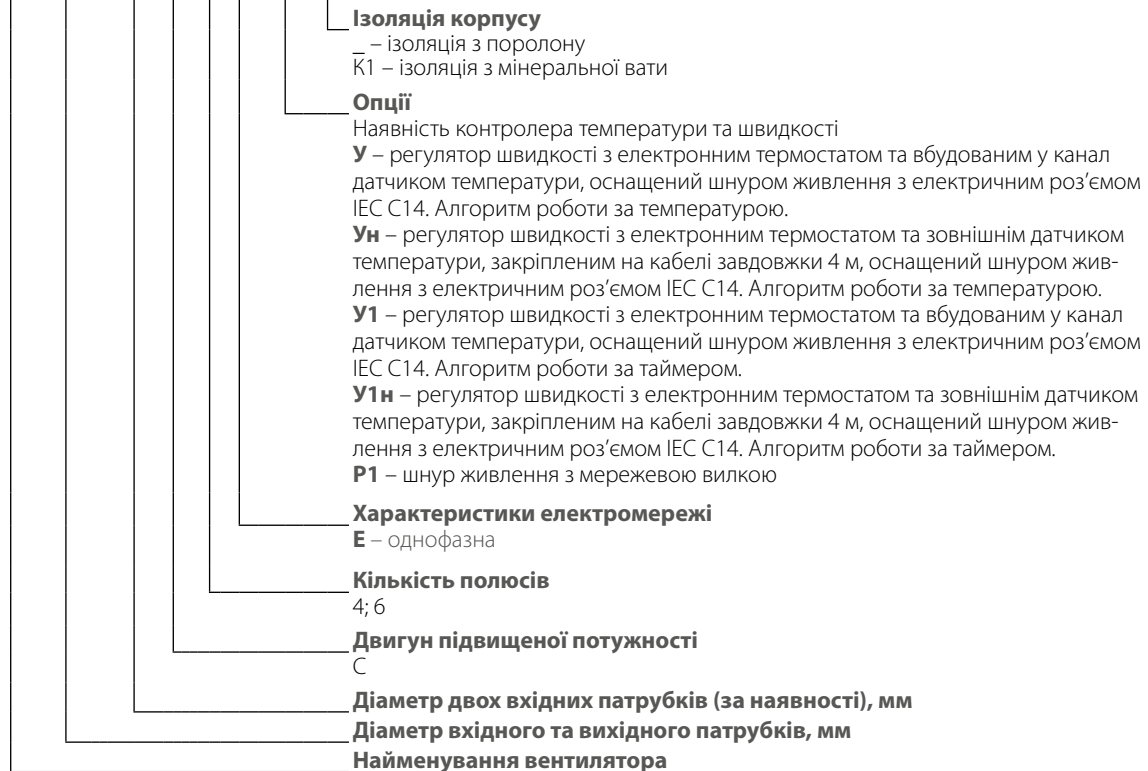 Ізоляція корпусу
_ – ізоляція з поролону
К1 – ізоляція з мінеральної вати
Опції
Наявність контролера температури та швидкості
У – регулятор швидкості з електронним термостатом та вбудованим у канал
датчиком температури, оснащений шнуром живлення з електричним роз’ємом
IEC C14. Алгоритм роботи за температурою.
Ун – регулятор швидкості з електронним термостатом та зовнішнім датчиком
температури, закріпленим на кабелі завдовжки 4 м, оснащений шнуром жив-
лення з електричним роз’ємом IEC C14. Алгоритм роботи за температурою.
У1 – регулятор швидкості з електронним термостатом та вбудованим у канал
датчиком температури, оснащений шнуром живлення з електричним роз’ємом
IEC C14. Алгоритм роботи за таймером.
У1н – регулятор швидкості з електронним термостатом та зовнішнім датчиком
температури, закріпленим на кабелі завдовжки 4 м, оснащений шнуром жив-
лення з електричним роз’ємом IEC C14. Алгоритм роботи за таймером.
Р1 – шнур живлення з мережевою вилкою
Характеристики електромережі
Е – однофазна
Кількість полюсів
4; 6
Двигун підвищеної потужності
С
Діаметр двох вхідних патрубків (за наявності), мм
Діаметр вхідного та вихідного патрубків, мм
Найменування вентилятора